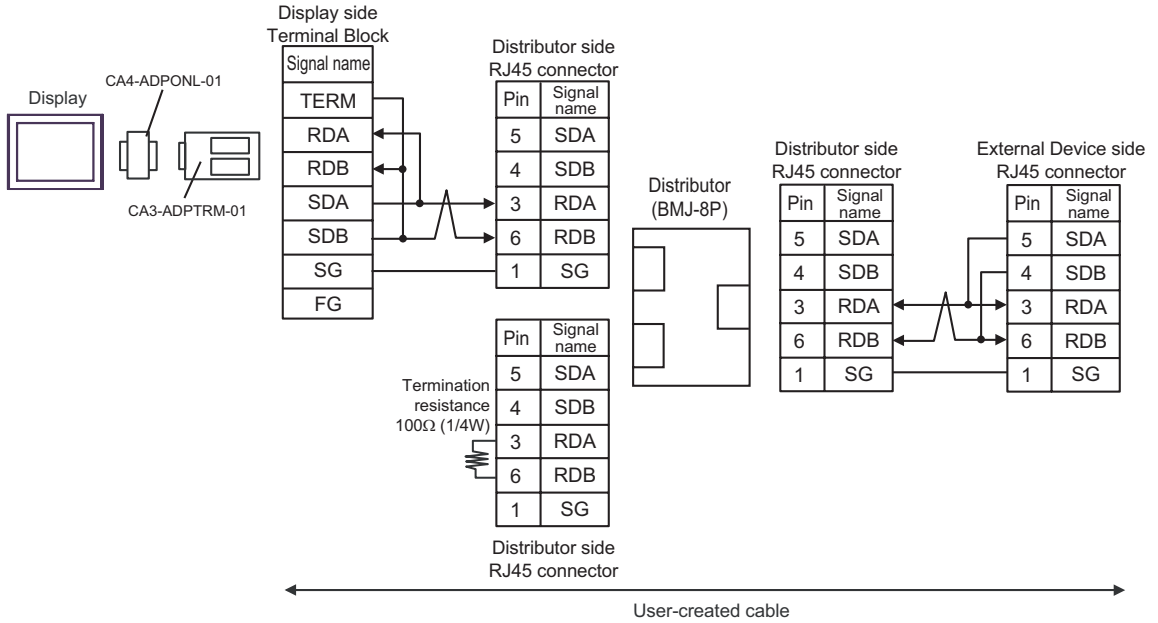 Display side
Terminal Block
Signal name
TERM
RDA
RDB
SDA
SDB
SG
FG
CA4-ADPONL-01
Display
CA3-ADPTRM-01
Distributor side
RJ45 connector
Pin Signal name
5 SDA
4 SDB
3 RDA
6 RDB
1 SG
Pin Signal name
5 SDA
4 SDB
3 RDA
6 RDB
1 SG
Termination
resistance
100Ω (1/4W)
Distributor side
RJ45 connector
Distributor
(BMJ-8P)
Distributor side
RJ45 connector
Pin Signal name
5 SDA
4 SDB
3 RDA
6 RDB
1 SG
External Device side
RJ45 connector
Pin Signal name
5 SDA
4 SDB
3 RDA
6 RDB
1 SG
User-created cable